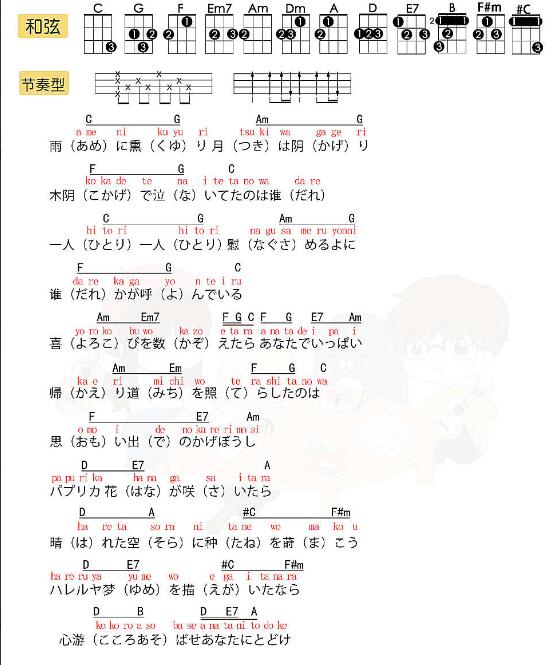 和弦 C G F Em7 Am Dm A D E7 B F#m #C
2
节奏型
C G Am G
a me ni ku yu ri tsu ki wa ga ge ri
雨（あめ）に熏（くゆ）り 月（つき）は阴（かげ）り
F G C
ko ka de te na i te ta no wa da re
木阴（こかげ）で泣（な）いてたのは谁（だれ）
C G Am G
hi to ri hi to ri na gu sa me ru yonni
一人（ひとり）一人（ひとり）慰（なぐさ）めるよに
F G C
da re ka ga yo n te i ru
谁（だれ）かが呼（よ）んでいる
Am Em7 F G C F G E7 Am
yo ro ko bu wo ka zo e ta ra a na ta de i pa i
喜（よろこ）びを数（かぞ）えたら あなたでいっぱい
Am Em F G C
ka e ri mi chi wo te ra shi ta no wa
帰（かえ）り道（みち）を照（て）らしたのは
F E7 Am
o mo i de no ka re ri mo si
思（おも）い出（で）のかげぼうし
D E7 A
pa pu ri ka ha na ga sa i ta ra
パプリカ 花（はな）が咲（さ）いたら
D A #C F#m
ha re ta so ra ni ta ne wo ma ko u
晴（は）れた空（そら）に种（たね）を莳（ま）こう
D E7 #C F#m
ha re ru ya yu me wo e ga i ta na ra
ハレルヤ 梦（ゆめ）を描（えが）いたなら
D B D E7 A
ko ko ro a so ba se a na ta ni to do ke
心游（こころあそ）ばせあなたにとどけ